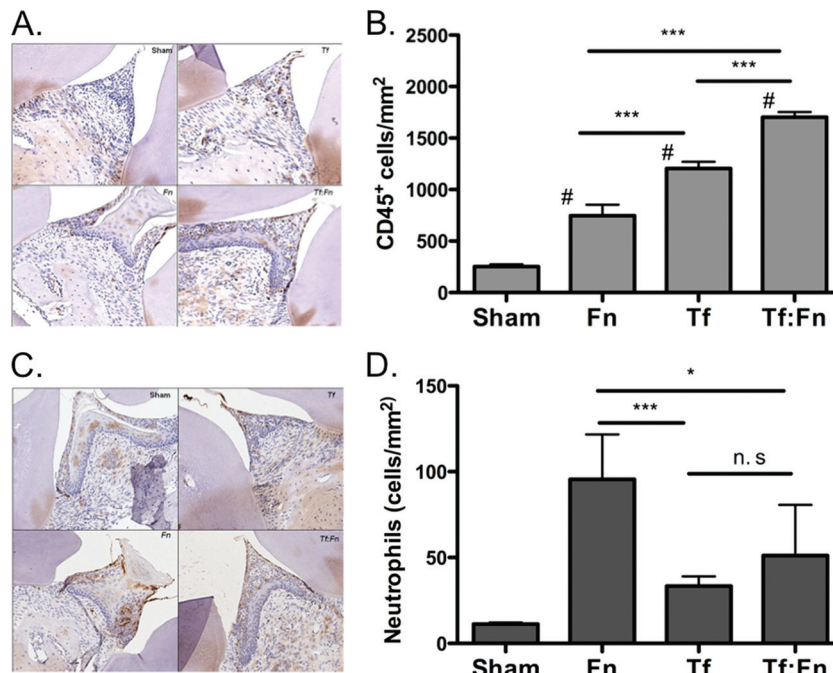 A.
Sham
Tf
Fn
Tf:Fn
B.
CD45+ cells/mm²
2500
2000
1500
1000
500
0
***
***
***
#
#
#
Sham
Fn
Tf
Tf:Fn
C.
Sham
Tf
Fn
Tf:Fn
D.
Neutrophils (cells/mm²)
150
100
50
0
*
***
n. s
Sham
Fn
Tf
Tf:Fn